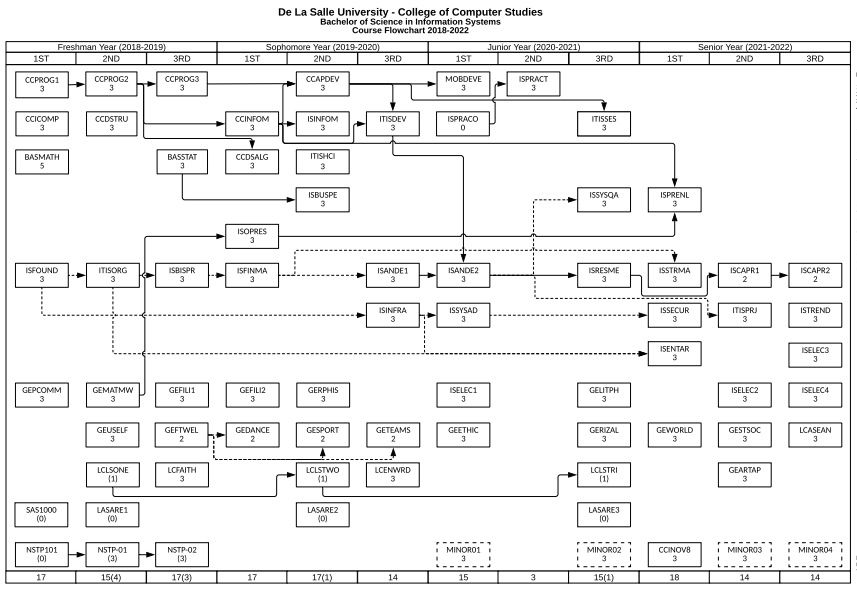 De La Salle University - College of Computer Studies
Bachelor of Science in Information Systems
Course Flowchart 2018-2022
Freshman Year (2018-2019) Sophomore Year (2019-2020) Junior Year (2020-2021) Senior Year (2021-2022)
1ST 2ND 3RD 1ST 2ND 3RD 1ST 2ND 3RD 1ST 2ND 3RD
CCPROG1 CCPROG2 CCPROG3 CCAPDEV MOBDEVE ISPRACT
3 3 3 3 3 3
CCICOMP CCDSTRU CCINFOM ISINFOM ITISDEV ISPRACO ITISSES
3 3 3 3 3 0 3
BASMATH BASSTAT CCDSALG ITISHCI
5 3 3 3
ISBUSPE ISSYSQA ISPRENL
3 3 3
ISOPRES
3
ISFOUND ITISORG ISBISPR ISFINMA ISANDE1 ISANDE2 ISRESME ISSTRMA ISCAPR1 ISCAPR2
3 3 3 3 3 3 3 3 2 2
ISINFRA ISSYSAD ISSECUR ITISPRJ ISTREND
3 3 3 3 3
ISENTAR ISELEC3
3 3
GEPCOMM GEMATMW GEFILI1 GEFILI2 GERPHIS ISELEC1 GELITPH ISELEC2 ISELEC4
3 3 3 3 3 3 3 3 3
GEUSELF GEFTWEL GEDANCE GESPORT GETEAMS GEETHIC GERIZAL GEWORLD GESTSOC LCASEAN
3 2 2 2 2 3 3 3 3 3
LCLSONE LCFAITH LCLSTWO LCENWRD LCLSTRI GEARTAP
(1) 3 (1) 3 (1) 3
SAS1000 LASARE1 LASARE2 LASARE3
(0) (0) (0) (0)
NSTP101 NSTP-01 NSTP-02 MINOR01 MINOR02 CCINOV8 MINOR03 MINOR04
(0) (3) (3) 3 3 3 3 3
17 15(4) 17(3) 17 17(1) 14 15 3 15(1) 18 14 14